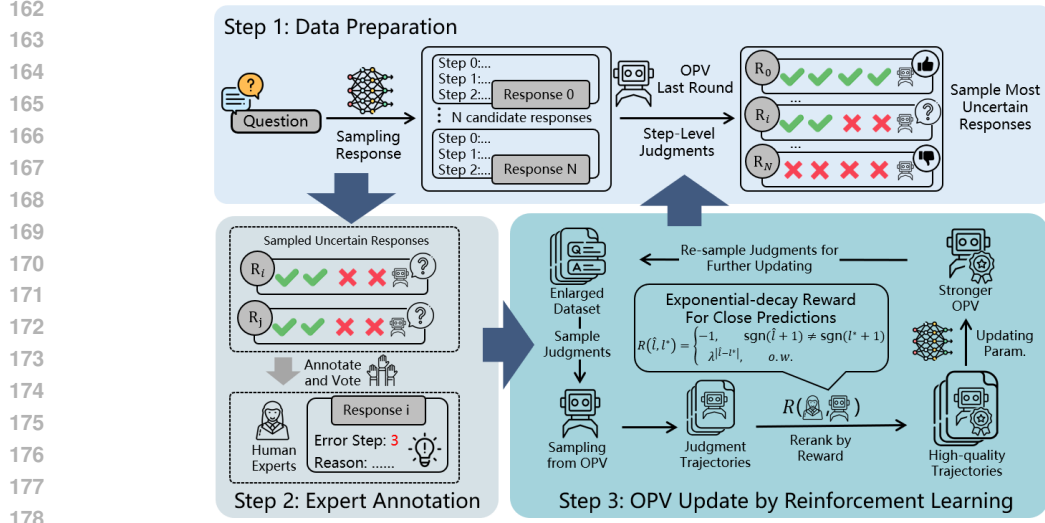 162
163
164
165
166
167
168
169
170
171
172
173
174
175
176
177
178
Step 1: Data Preparation
Question
Sampling
Response
Step 0:...
Step 1:...
Step 2:...
Response 0
⋮ N candidate responses
Step 0:...
Step 1:...
Step 2:...
Response N
OPV
Last Round
Step-Level
Judgments
R₀
...
Rᵢ
?
...
R_N
Sample Most
Uncertain
Responses
Sampled Uncertain Responses
Rᵢ
?
Rⱼ
?
Annotate
and Vote
Human
Experts
Response i
Error Step: 3
Reason: ......
Step 2: Expert Annotation
Q
A
Enlarged
Dataset
Re-sample Judgments for
Further Updating
Stronger
OPV
Sample
Judgments
Exponential-decay Reward
For Close Predictions
R(l̂, l*) = {−1, sgn(l̂ + 1) ≠ sgn(l* + 1)
λ^|l̂−l*|, o.w.
Updating
Param.
Sampling
from OPV
Judgment
Trajectories
R( , )
Rerank by
Reward
High-quality
Trajectories
Step 3: OPV Update by Reinforcement Learning